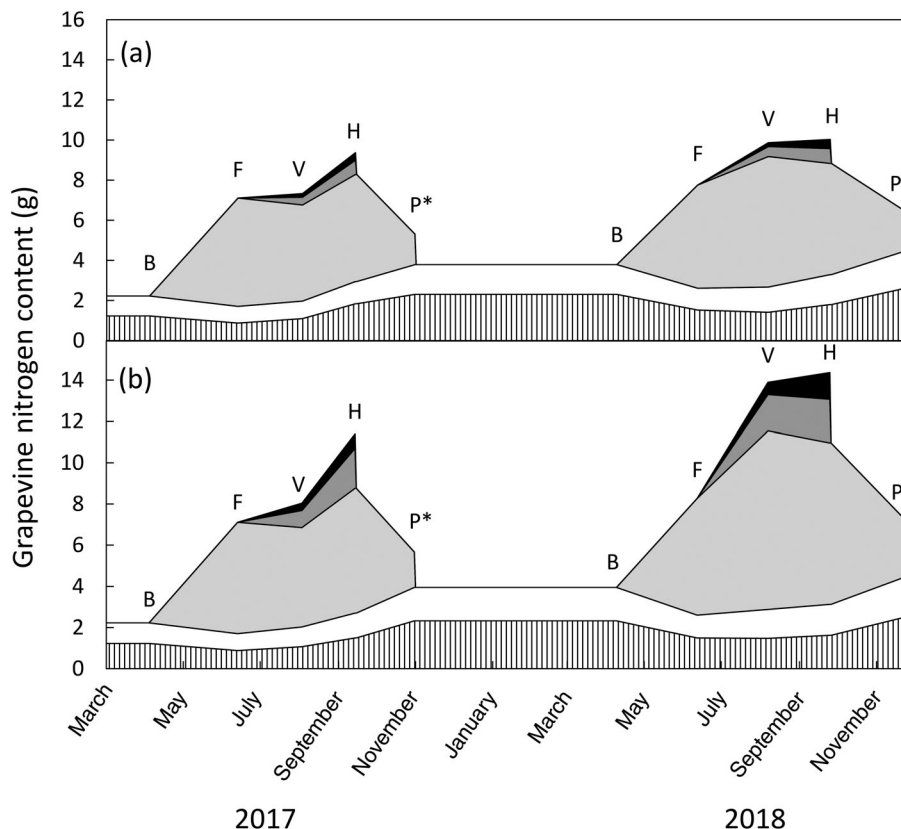 Grapevine nitrogen content (g)
16
14
12
10
8
6
4
2
0
(a)
B
F
V
H
P*
B
F
V
H
P
14
12
10
8
6
4
2
0
(b)
B
F
V
H
P*
B
F
V
H
P
March
May
July
September
November
January
March
May
July
September
November
2017
2018